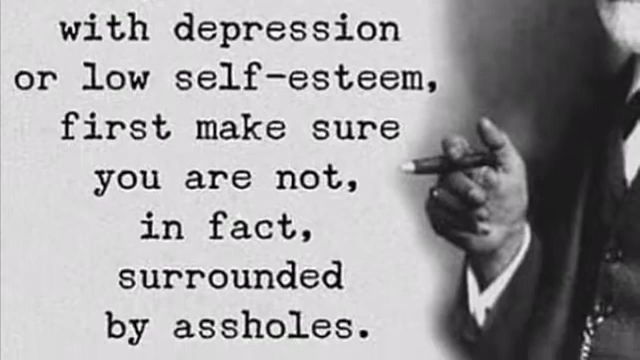 with depression
or low self-esteem,
first make sure
you are not,
in fact,
surrounded
by assholes.